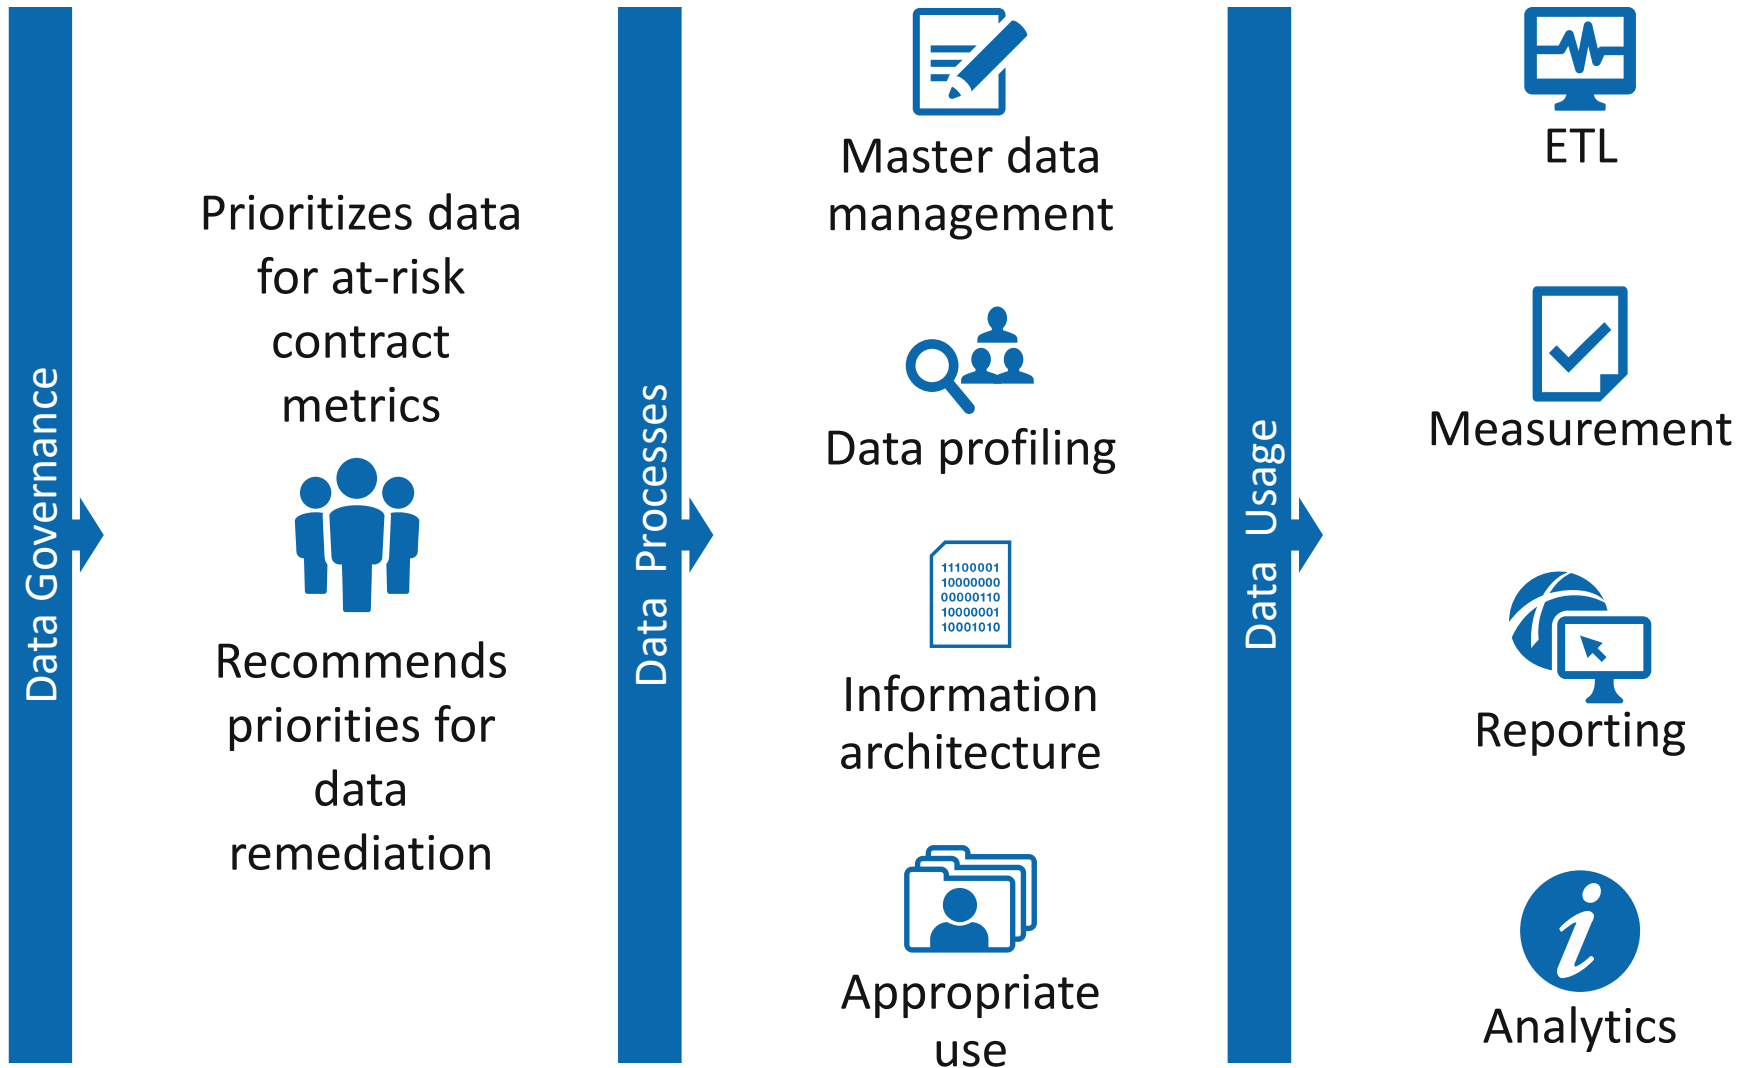 Data Governance
Prioritizes data
for at-risk
contract
metrics
Recommends
priorities for
data
remediation
Data Processes
Master data
management
Data profiling
11100001
10000000
00000110
10000001
10001010
Information
architecture
Appropriate
use
Data Usage
ETL
Measurement
Reporting
i
Analytics